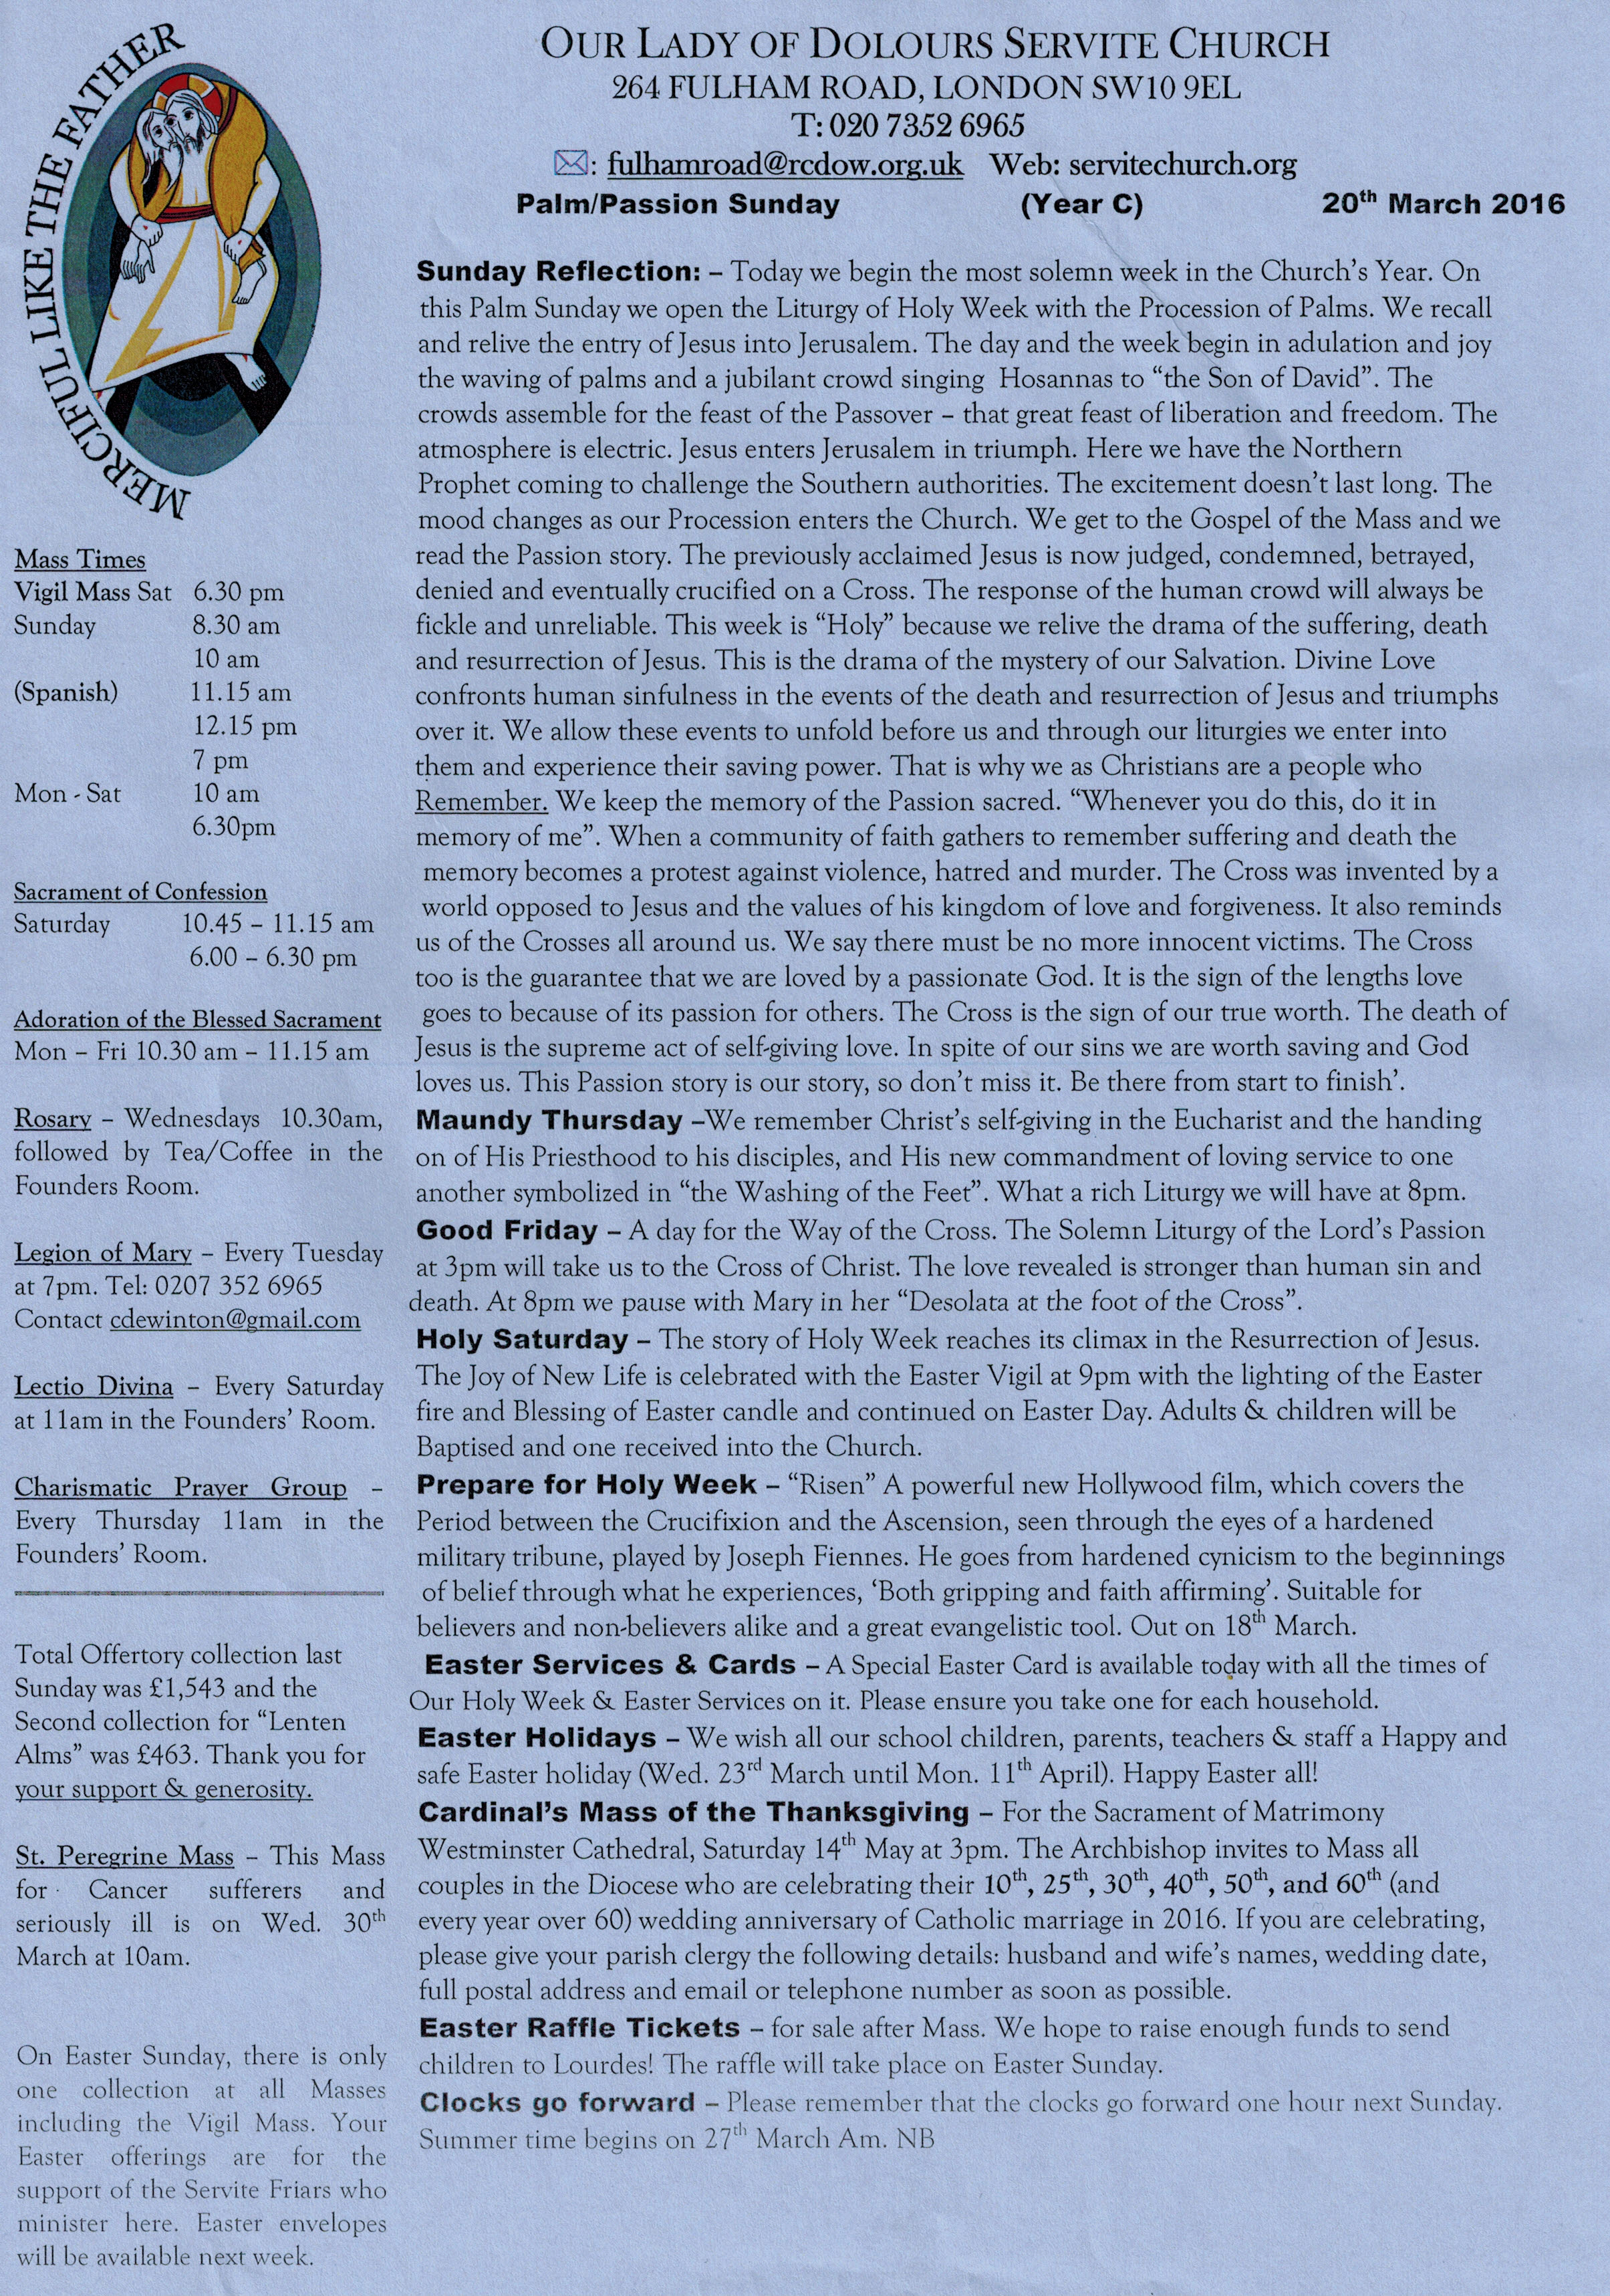 MERCIFUL LIKE THE FATHER
OUR LADY OF DOLOURS SERVITE CHURCH
264 FULHAM ROAD, LONDON SW10 9EL
T: 020 7352 6965
✉: fulhamroad@rcdow.org.uk Web: servitechurch.org
Palm/Passion Sunday (Year C) 20th March 2016
Mass Times
Vigil Mass Sat 6.30 pm
Sunday 8.30 am
10 am
(Spanish) 11.15 am
12.15 pm
7 pm
Mon - Sat 10 am
6.30pm
Sacrament of Confession
Saturday 10.45 – 11.15 am
6.00 – 6.30 pm
Adoration of the Blessed Sacrament
Mon – Fri 10.30 am – 11.15 am
Rosary – Wednesdays 10.30am,
followed by Tea/Coffee in the
Founders Room.
Legion of Mary – Every Tuesday
at 7pm. Tel: 0207 352 6965
Contact cdewinton@gmail.com
Lectio Divina – Every Saturday
at 11am in the Founders' Room.
Charismatic Prayer Group –
Every Thursday 11am in the
Founders' Room.
Total Offertory collection last
Sunday was £1,543 and the
Second collection for “Lenten
Alms” was £463. Thank you for
your support & generosity.
St. Peregrine Mass – This Mass
for Cancer sufferers and
seriously ill is on Wed. 30th
March at 10am.
On Easter Sunday, there is only
one collection at all Masses
including the Vigil Mass. Your
Easter offerings are for the
support of the Servite Friars who
minister here. Easter envelopes
will be available next week.
Sunday Reflection: – Today we begin the most solemn week in the Church's Year. On
this Palm Sunday we open the Liturgy of Holy Week with the Procession of Palms. We recall
and relive the entry of Jesus into Jerusalem. The day and the week begin in adulation and joy
the waving of palms and a jubilant crowd singing Hosannas to “the Son of David”. The
crowds assemble for the feast of the Passover – that great feast of liberation and freedom. The
atmosphere is electric. Jesus enters Jerusalem in triumph. Here we have the Northern
Prophet coming to challenge the Southern authorities. The excitement doesn't last long. The
mood changes as our Procession enters the Church. We get to the Gospel of the Mass and we
read the Passion story. The previously acclaimed Jesus is now judged, condemned, betrayed,
denied and eventually crucified on a Cross. The response of the human crowd will always be
fickle and unreliable. This week is “Holy” because we relive the drama of the suffering, death
and resurrection of Jesus. This is the drama of the mystery of our Salvation. Divine Love
confronts human sinfulness in the events of the death and resurrection of Jesus and triumphs
over it. We allow these events to unfold before us and through our liturgies we enter into
them and experience their saving power. That is why we as Christians are a people who
Remember. We keep the memory of the Passion sacred. “Whenever you do this, do it in
memory of me”. When a community of faith gathers to remember suffering and death the
memory becomes a protest against violence, hatred and murder. The Cross was invented by a
world opposed to Jesus and the values of his kingdom of love and forgiveness. It also reminds
us of the Crosses all around us. We say there must be no more innocent victims. The Cross
too is the guarantee that we are loved by a passionate God. It is the sign of the lengths love
goes to because of its passion for others. The Cross is the sign of our true worth. The death of
Jesus is the supreme act of self-giving love. In spite of our sins we are worth saving and God
loves us. This Passion story is our story, so don't miss it. Be there from start to finish'.
Maundy Thursday –We remember Christ's self-giving in the Eucharist and the handing
on of His Priesthood to his disciples, and His new commandment of loving service to one
another symbolized in “the Washing of the Feet”. What a rich Liturgy we will have at 8pm.
Good Friday – A day for the Way of the Cross. The Solemn Liturgy of the Lord's Passion
at 3pm will take us to the Cross of Christ. The love revealed is stronger than human sin and
death. At 8pm we pause with Mary in her “Desolata at the foot of the Cross”.
Holy Saturday – The story of Holy Week reaches its climax in the Resurrection of Jesus.
The Joy of New Life is celebrated with the Easter Vigil at 9pm with the lighting of the Easter
fire and Blessing of Easter candle and continued on Easter Day. Adults & children will be
Baptised and one received into the Church.
Prepare for Holy Week – “Risen” A powerful new Hollywood film, which covers the
Period between the Crucifixion and the Ascension, seen through the eyes of a hardened
military tribune, played by Joseph Fiennes. He goes from hardened cynicism to the beginnings
of belief through what he experiences, ‘Both gripping and faith affirming’. Suitable for
believers and non-believers alike and a great evangelistic tool. Out on 18th March.
Easter Services & Cards – A Special Easter Card is available today with all the times of
Our Holy Week & Easter Services on it. Please ensure you take one for each household.
Easter Holidays – We wish all our school children, parents, teachers & staff a Happy and
safe Easter holiday (Wed. 23rd March until Mon. 11th April). Happy Easter all!
Cardinal's Mass of the Thanksgiving – For the Sacrament of Matrimony
Westminster Cathedral, Saturday 14th May at 3pm. The Archbishop invites to Mass all
couples in the Diocese who are celebrating their 10th, 25th, 30th, 40th, 50th, and 60th (and
every year over 60) wedding anniversary of Catholic marriage in 2016. If you are celebrating,
please give your parish clergy the following details: husband and wife's names, wedding date,
full postal address and email or telephone number as soon as possible.
Easter Raffle Tickets – for sale after Mass. We hope to raise enough funds to send
children to Lourdes! The raffle will take place on Easter Sunday.
Clocks go forward – Please remember that the clocks go forward one hour next Sunday.
Summer time begins on 27th March Am. NB